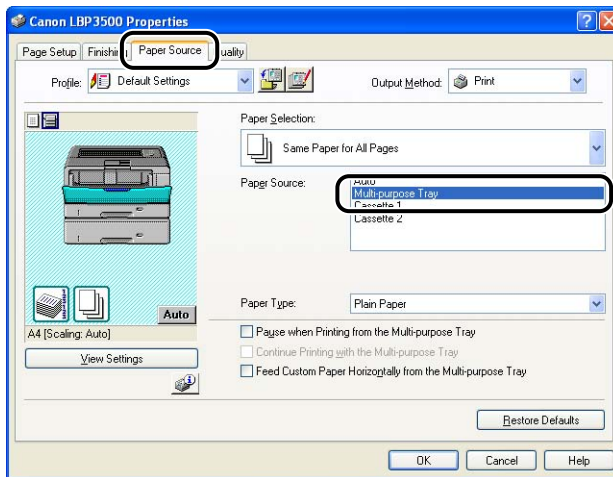 Canon LBP3500 Properties
Page Setup Finishing Paper Source Quality
Profile: Default Settings Output Method: Print
Paper Selection:
Same Paper for All Pages
Paper Source: Auto
Multi-purpose Tray
Cassette 1
Cassette 2
Auto
A4 [Scaling: Auto]
View Settings
Paper Type: Plain Paper
Pause when Printing from the Multi-purpose Tray
Continue Printing with the Multi-purpose Tray
Feed Custom Paper Horizontally from the Multi-purpose Tray
Restore Defaults
OK Cancel Help